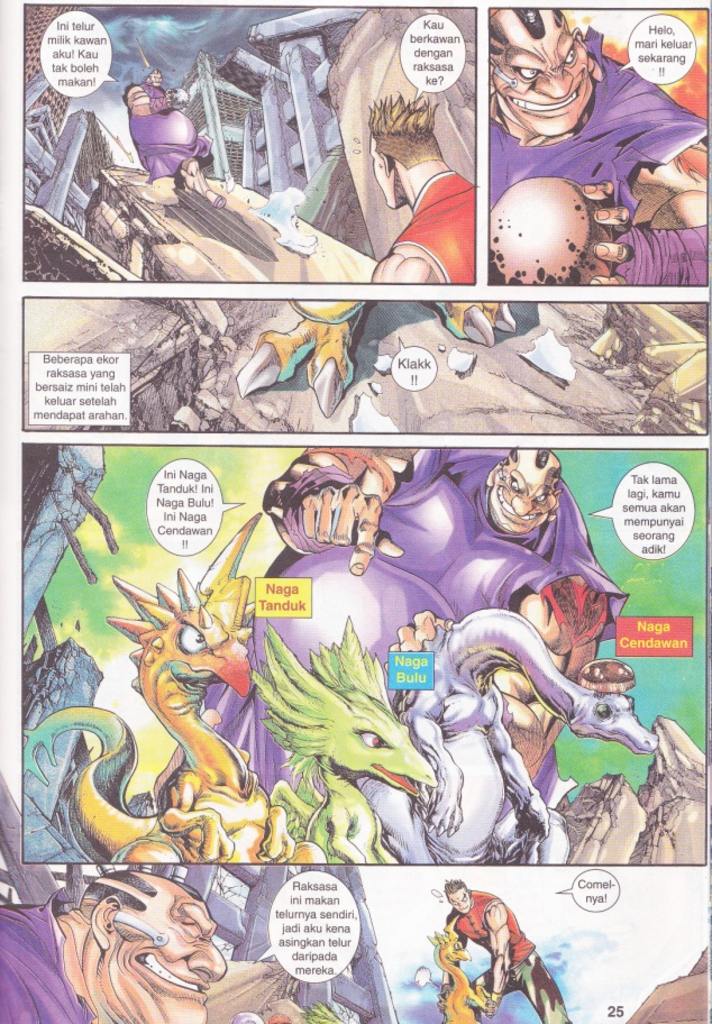 Ini telur
milik kawan
aku! Kau
tak boleh
makan!
Kau
berkawan
dengan
raksasa
ke?
Helo,
mari keluar
sekarang
!!
Beberapa ekor
raksasa yang
bersaiz mini telah
keluar setelah
mendapat arahan.
Klakk
!!
Ini Naga
Tanduk! Ini
Naga Bulu!
Ini Naga
Cendawan
!!
Tak lama
lagi, kamu
semua akan
mempunyai
seorang
adik!
Naga
Tanduk
Naga
Bulu
Naga
Cendawan
Raksasa
ini makan
telurnya sendiri,
jadi aku kena
asingkan telur
daripada
mereka.
Comel-
nya!
25